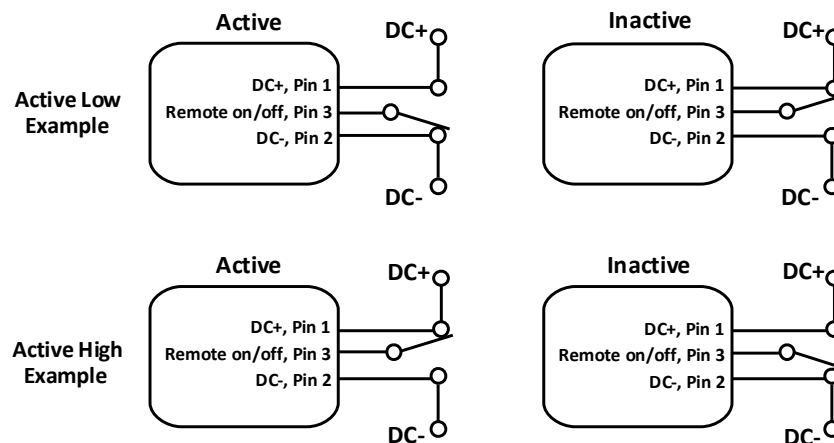 Active
DC+
DC+, Pin 1
Active Low
Example
Remote on/off, Pin 3
DC-, Pin 2
DC-
Inactive
DC+
DC+, Pin 1
Remote on/off, Pin 3
DC-, Pin 2
DC-
Active
DC+
DC+, Pin 1
Active High
Example
Remote on/off, Pin 3
DC-, Pin 2
DC-
Inactive
DC+
DC+, Pin 1
Remote on/off, Pin 3
DC-, Pin 2
DC-